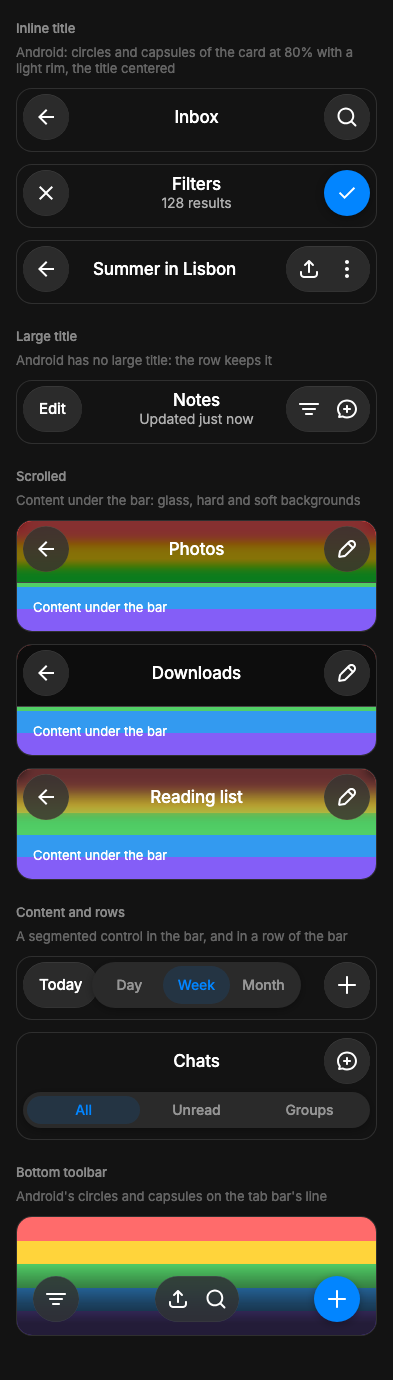 Inline title
Android: circles and capsules of the card at 80% with a
light rim, the title centered
Inbox
Filters
128 results
Summer in Lisbon
Large title
Android has no large title: the row keeps it
Edit
Notes
Updated just now
Scrolled
Content under the bar: glass, hard and soft backgrounds
Photos
Content under the bar
Downloads
Content under the bar
Reading list
Content under the bar
Content and rows
A segmented control in the bar, and in a row of the bar
Today Day Week Month
Chats
All Unread Groups
Bottom toolbar
Android's circles and capsules on the tab bar's line